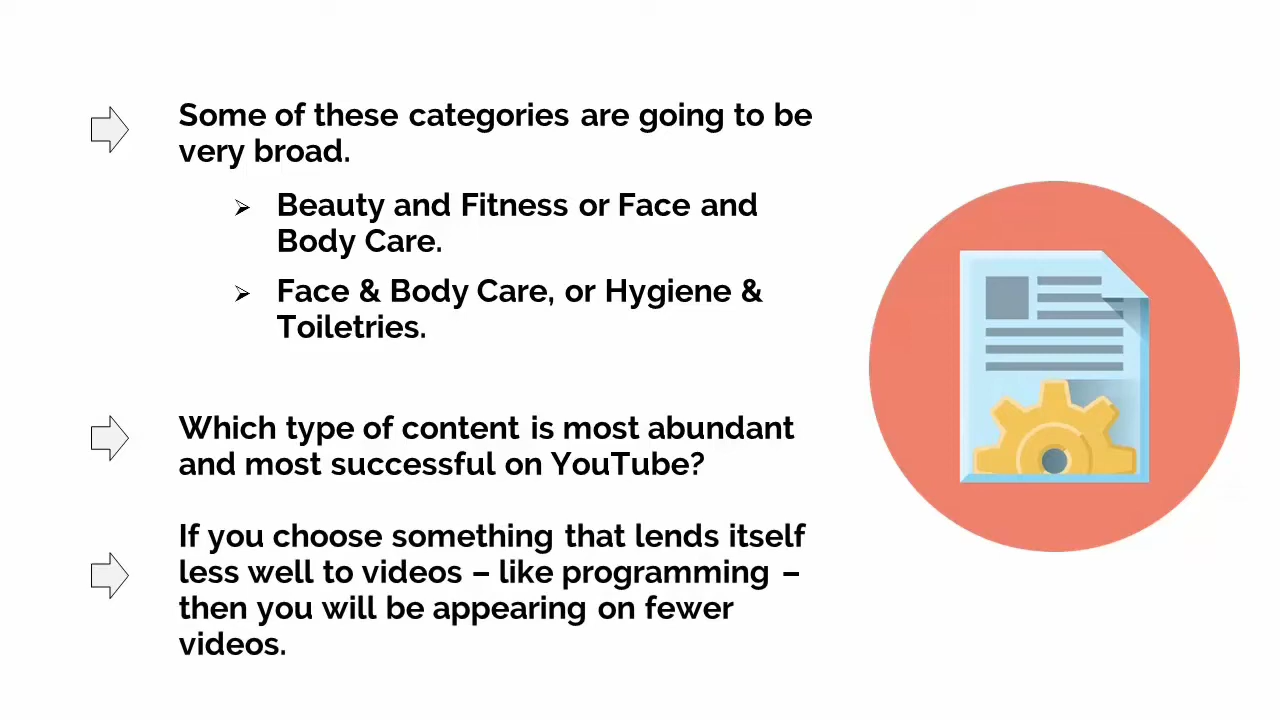 Some of these categories are going to be
very broad.
Beauty and Fitness or Face and
Body Care.
Face & Body Care, or Hygiene &
Toiletries.
Which type of content is most abundant
and most successful on YouTube?
If you choose something that lends itself
less well to videos – like programming –
then you will be appearing on fewer
videos.